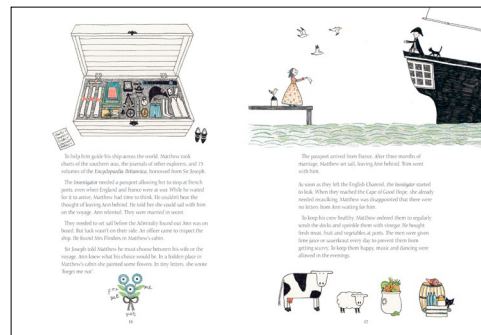 To help him guide his ship across the world, Matthew took
charts of the southern seas, the journals of other explorers, and 15
volumes of the Encyclopaedia Britannica, borrowed from Sir Joseph.
The Investigator needed a passport allowing her to stop at French
ports, even when England and France were at war. While he waited
for it to arrive, Matthew had time to think. He couldn't bear the
thought of leaving Ann behind. He told her she could sail with him
on the voyage. Ann relented. They were married in secret.
They needed to set sail before the Admiralty found out Ann was on
board. But luck wasn't on their side. An officer came to inspect the
ship. He found Mrs Flinders in Matthew's cabin.
Sir Joseph told Matthew he must choose between his wife or the
voyage. Ann knew what his choice would be. In a hidden place in
Matthew's cabin she painted some flowers. In tiny letters, she wrote
'forget me not'.
for
get
me
not
16
The passport arrived from France. After three months of
marriage, Matthew set sail, leaving Ann behind. Trim went
with him.
As soon as they left the English Channel, the Investigator started
to leak. When they reached the Cape of Good Hope, she already
needed recaulking. Matthew was disappointed that there were
no letters from Ann waiting for him.
To keep his crew healthy, Matthew ordered them to regularly
scrub the decks and sprinkle them with vinegar. He bought
fresh meat, fruit and vegetables at ports. The men were given
lime juice or sauerkraut every day to prevent them from
getting scurvy. To keep them happy, music and dancing were
allowed in the evenings.
17